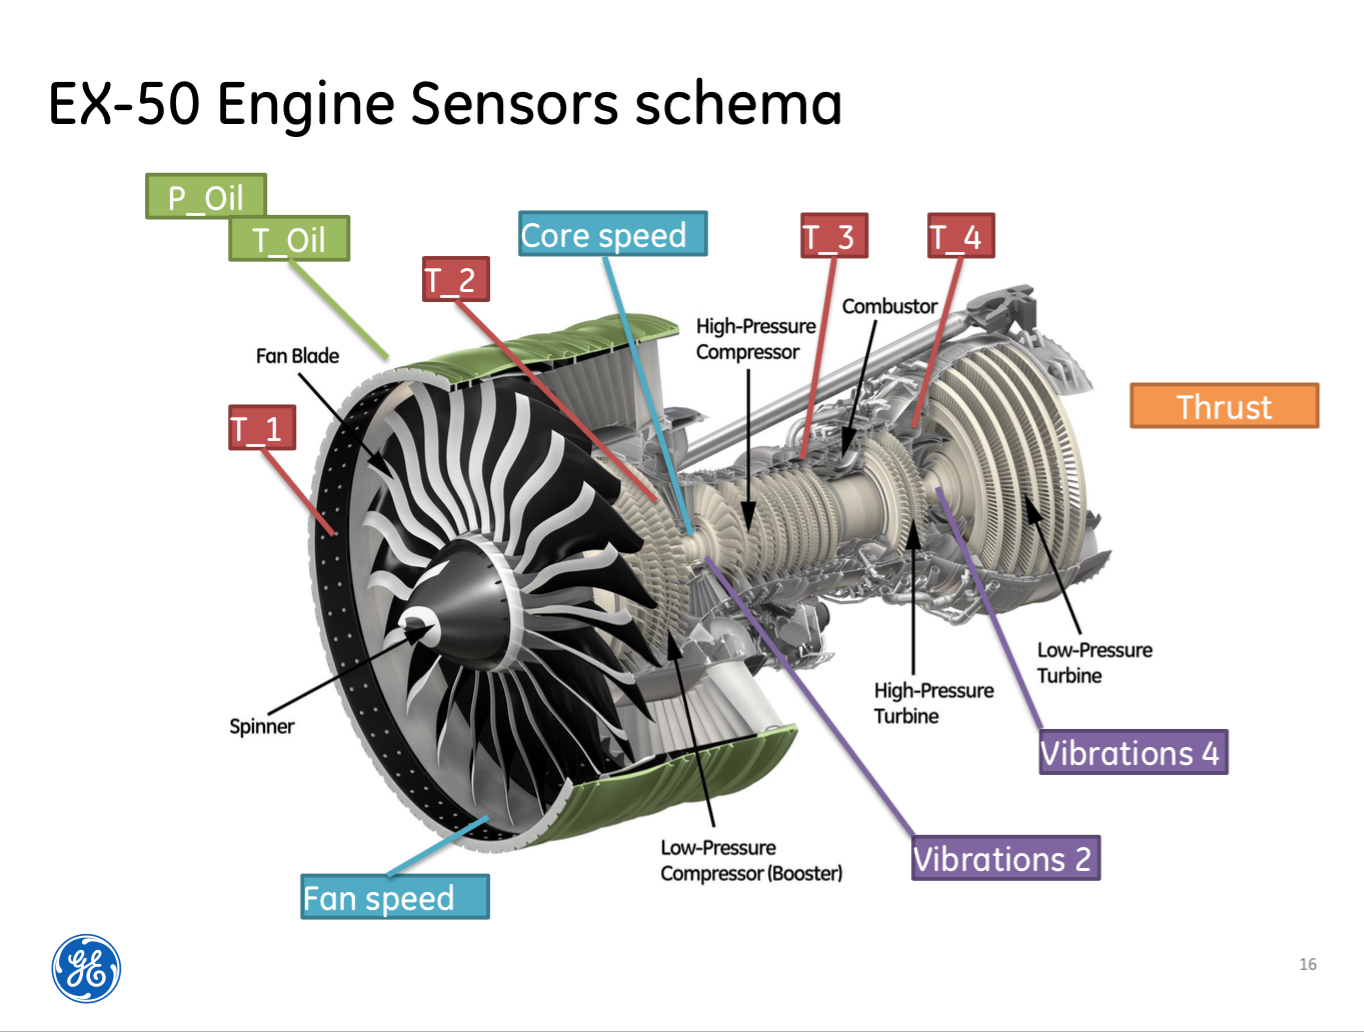 EX-50 Engine Sensors schema
P_Oil
T_Oil
Core speed
T_3
T_4
T_2
High-Pressure
Compressor
Combustor
Fan Blade
T_1
Thrust
Spinner
Low-Pressure
Turbine
High-Pressure
Turbine
Vibrations 4
Low-Pressure
Compressor (Booster)
Vibrations 2
Fan speed
GE
16